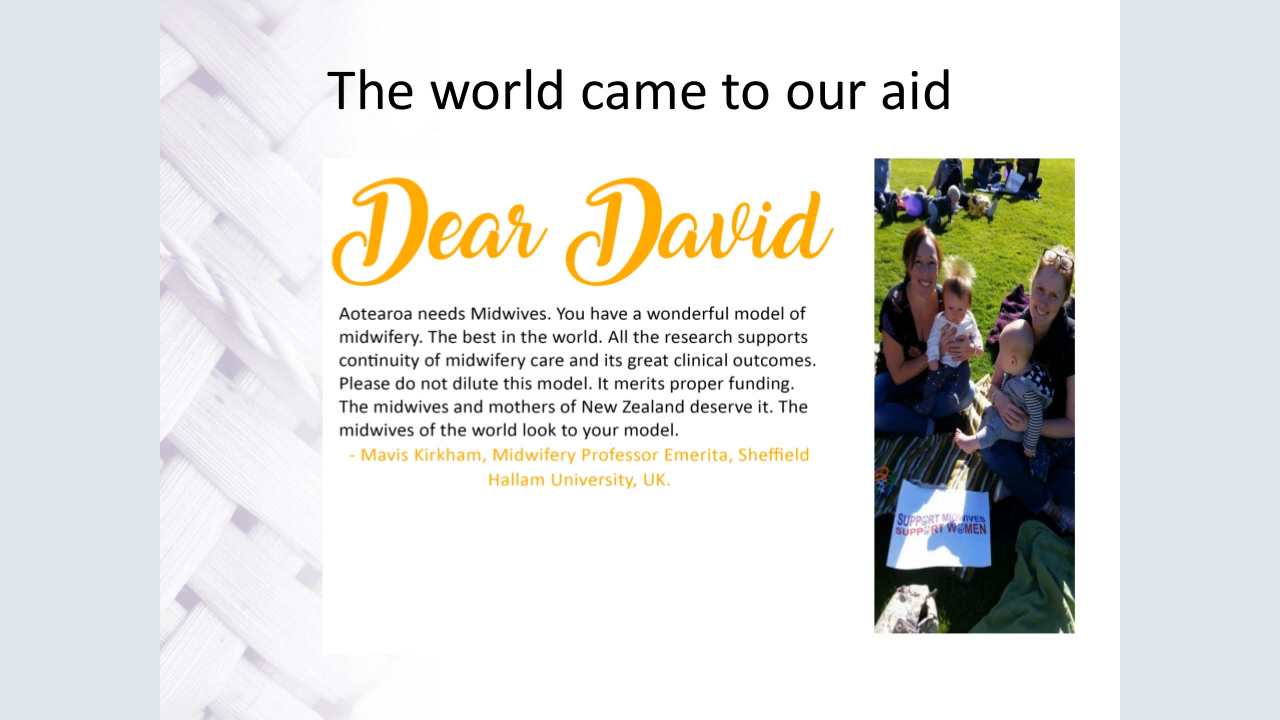 The world came to our aid
Dear David
Aotearoa needs Midwives. You have a wonderful model of
midwifery. The best in the world. All the research supports
continuity of midwifery care and its great clinical outcomes.
Please do not dilute this model. It merits proper funding.
The midwives and mothers of New Zealand deserve it. The
midwives of the world look to your model.
- Mavis Kirkham, Midwifery Professor Emerita, Sheffield
Hallam University, UK.
SUPPORT MIDWIVES
SUPPORT WOMEN